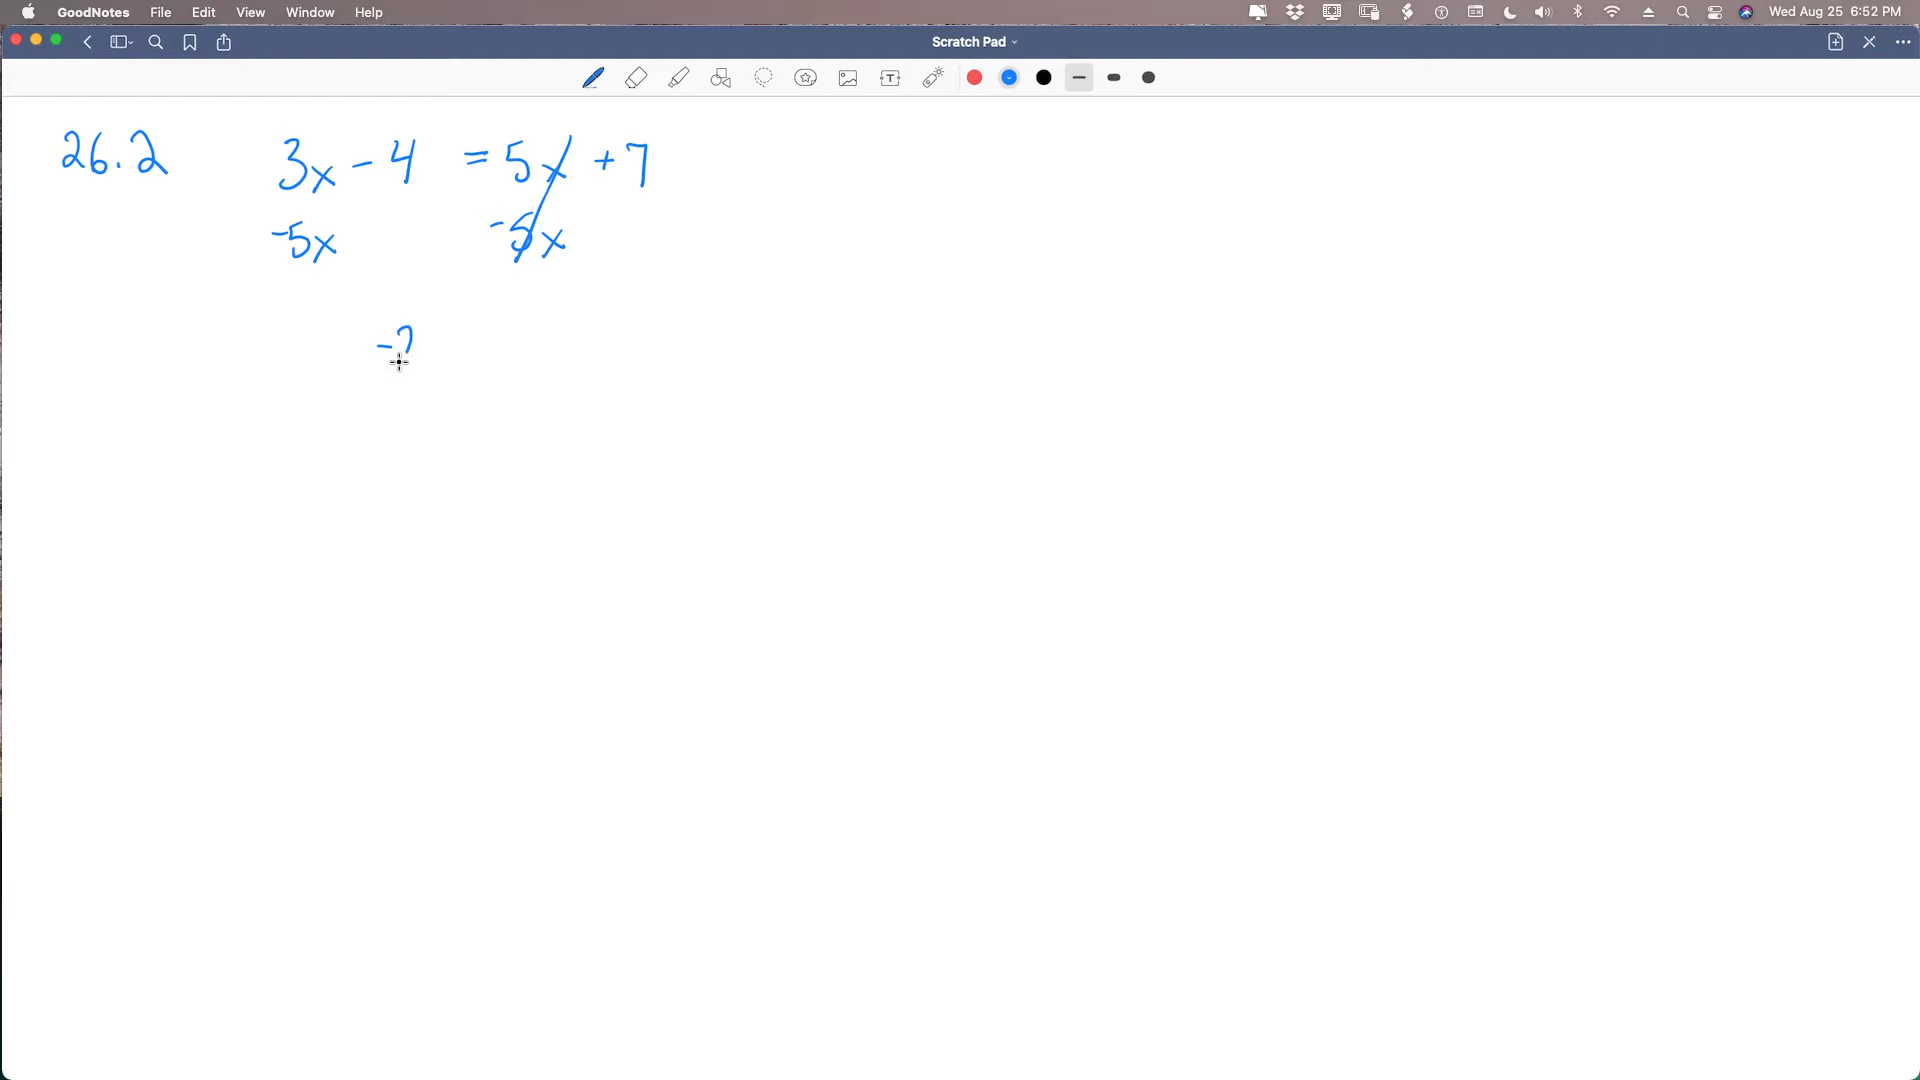 GoodNotes File Edit View Window Help Wed Aug 25 6:52 PM
Scratch Pad
T
26.2 3x - 4 = 5x + 7
-5x -5x
-2